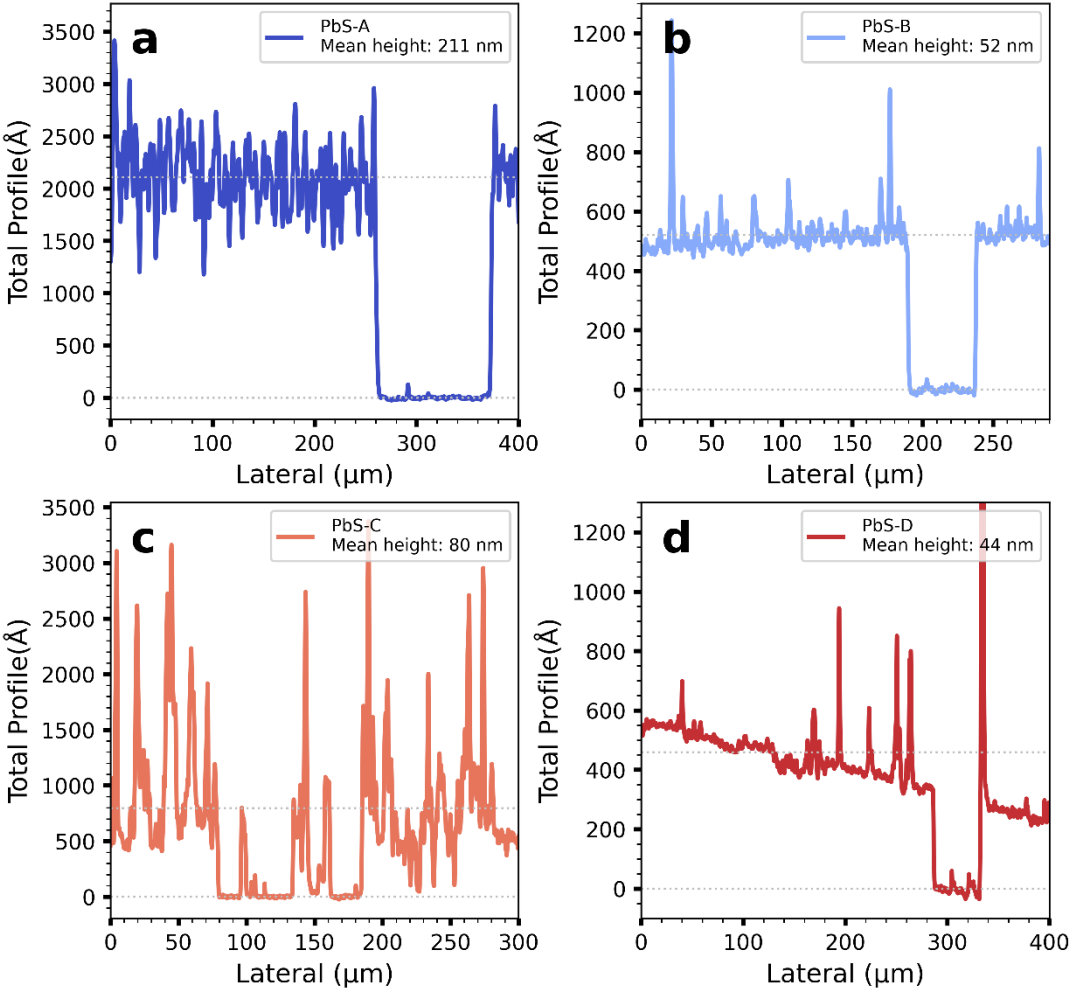 a
PbS-A
Mean height: 211 nm
3500
3000
2500
2000
1500
1000
500
0
Total Profile(Å)
0 100 200 300 400
Lateral (μm)
b
PbS-B
Mean height: 52 nm
1200
1000
800
600
400
200
0
Total Profile(Å)
0 50 100 150 200 250
Lateral (μm)
c
PbS-C
Mean height: 80 nm
3500
3000
2500
2000
1500
1000
500
0
Total Profile(Å)
0 50 100 150 200 250 300
Lateral (μm)
d
PbS-D
Mean height: 44 nm
1200
1000
800
600
400
200
0
Total Profile(Å)
0 100 200 300 400
Lateral (μm)